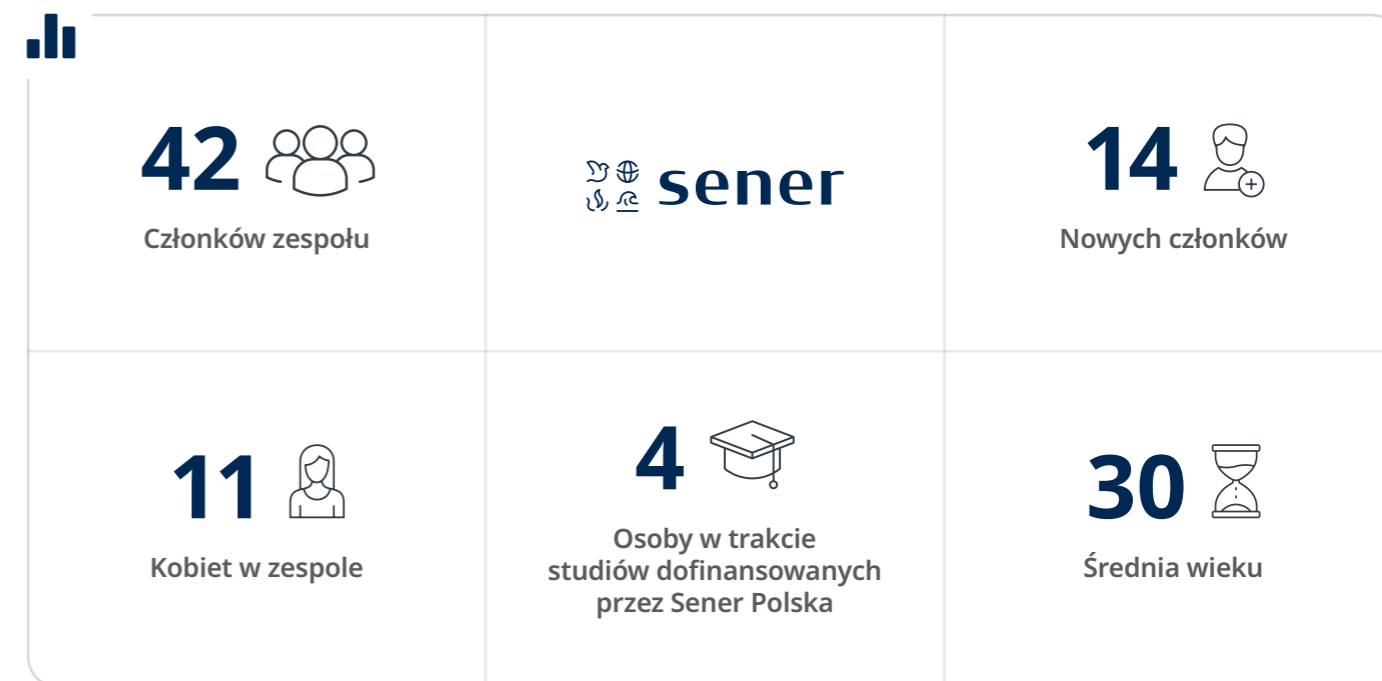 42
Członków zespołu
sener
14
Nowych członków
11
Kobiet w zespole
4
Osoby w trakcie
studiów dofinansowanych
przez Sener Polska
30
Średnia wieku